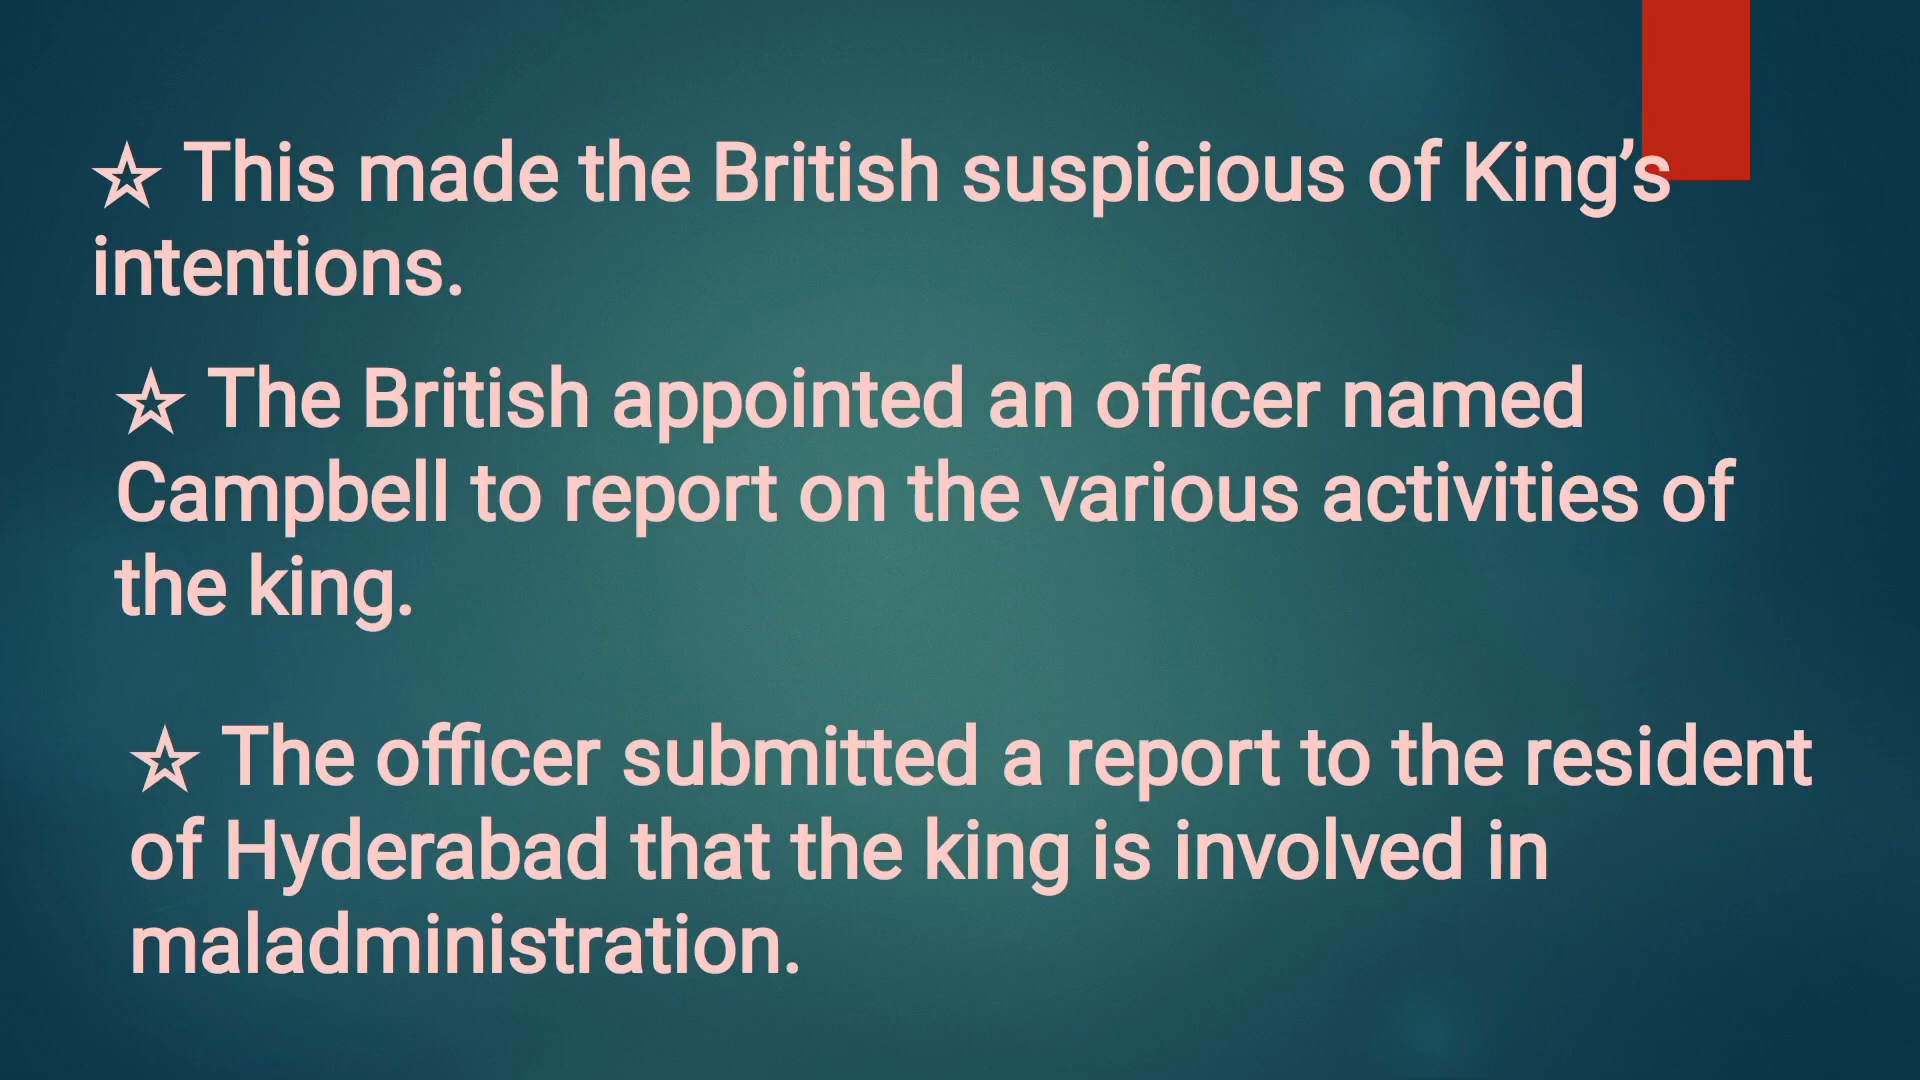 ☆ This made the British suspicious of King’s
intentions.
☆ The British appointed an officer named
Campbell to report on the various activities of
the king.
☆ The officer submitted a report to the resident
of Hyderabad that the king is involved in
maladministration.